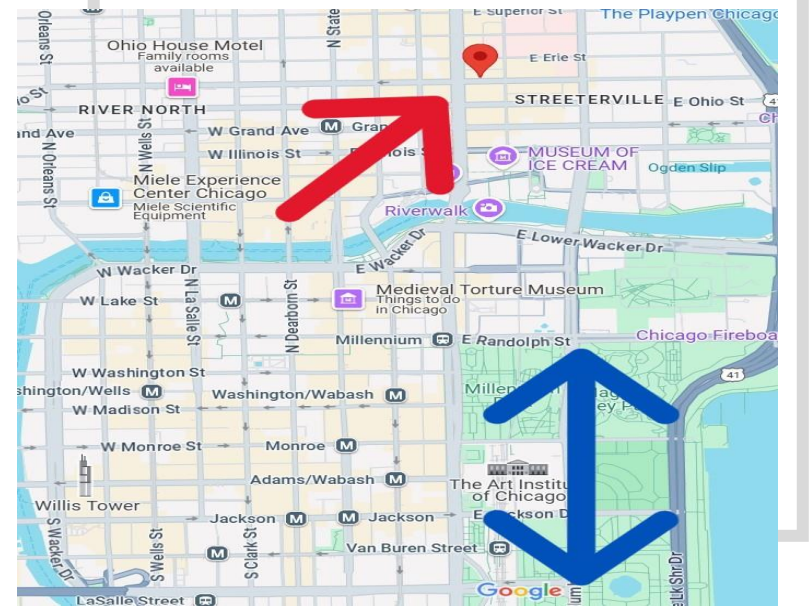 E Superior St
The Playpen Chicago
Orleans St
N State
Ohio House Motel
Family rooms
available
E Erie St
RIVER NORTH
STREETERVILLE
E Ohio St
W Grand Ave
M
N Wells St
N Orleans St
W Illinois St
MUSEUM OF
ICE CREAM
Ogden Slip
Miele Experience
Center Chicago
Miele Scientific
Equipment
Riverwalk
E Lower Wacker Dr
W Wacker Dr
E Wacker Dr
N La Salle St
N Dearborn St
Medieval Torture Museum
Things to do
in Chicago
W Lake St
M
Millennium
E Randolph St
Chicago Fireboa
W Washington St
shington/Wells M
Washington/Wabash M
41
W Madison St
W Monroe St
Monroe M
Adams/Wabash M
The Art Institu
of Chicago
Willis Tower
Jackson M
M Jackson
S Wacker Dr
S Wells St
S Clark St
M
Van Buren Street
LaSalle Street
Google